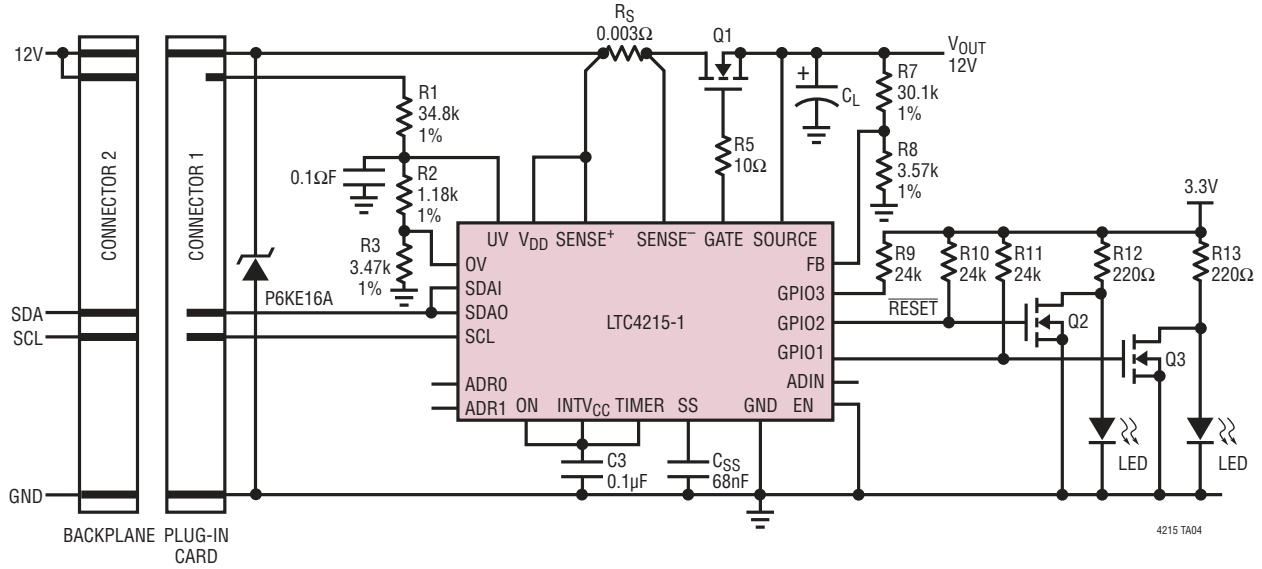 RS
0.003Ω
Q1
12V
VOUT
12V
R1
34.8k
1%
+
CL
R7
30.1k
1%
CONNECTOR 2
CONNECTOR 1
R5
10Ω
0.1ΩF
R2
1.18k
1%
R8
3.57k
1%
3.3V
UV
VDD
SENSE+
SENSE–
GATE
SOURCE
R3
3.47k
1%
OV
FB
R9
24k
R10
24k
R11
24k
R12
220Ω
R13
220Ω
P6KE16A
SDAI
GPIO3
RESET
SDA
SDAO
LTC4215-1
GPIO2
Q2
SCL
SCL
GPIO1
Q3
ADR0
ADIN
ADR1
ON
INTVCC
TIMER
SS
GND
EN
C3
0.1µF
CSS
68nF
LED
LED
GND
BACKPLANE
PLUG-IN
CARD
4215 TA04